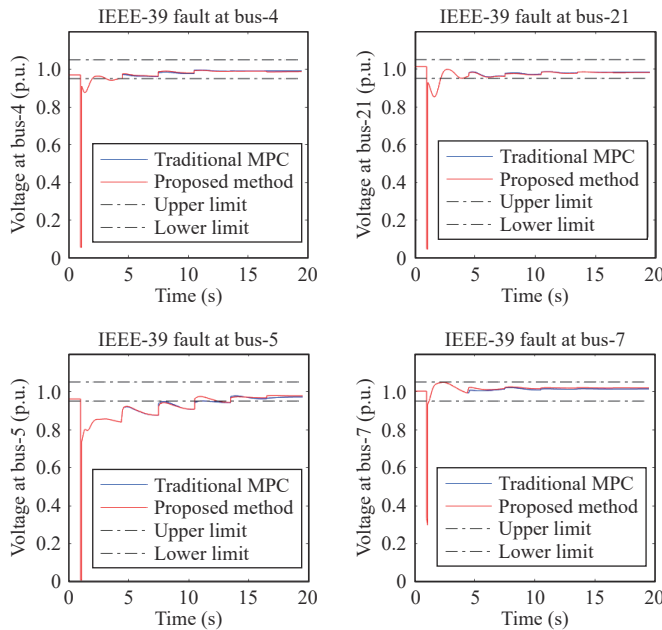 IEEE-39 fault at bus-4
Voltage at bus-4 (p.u.)
1.0
0.8
0.6
0.4
0.2
0
Traditional MPC
Proposed method
Upper limit
Lower limit
0 5 10 15 20
Time (s)
IEEE-39 fault at bus-21
Voltage at bus-21 (p.u.)
1.0
0.8
0.6
0.4
0.2
0
Traditional MPC
Proposed method
Upper limit
Lower limit
0 5 10 15 20
Time (s)
IEEE-39 fault at bus-5
Voltage at bus-5 (p.u.)
1.0
0.8
0.6
0.4
0.2
0
Traditional MPC
Proposed method
Upper limit
Lower limit
0 5 10 15 20
Time (s)
IEEE-39 fault at bus-7
Voltage at bus-7 (p.u.)
1.0
0.8
0.6
0.4
0.2
0
Traditional MPC
Proposed method
Upper limit
Lower limit
0 5 10 15 20
Time (s)